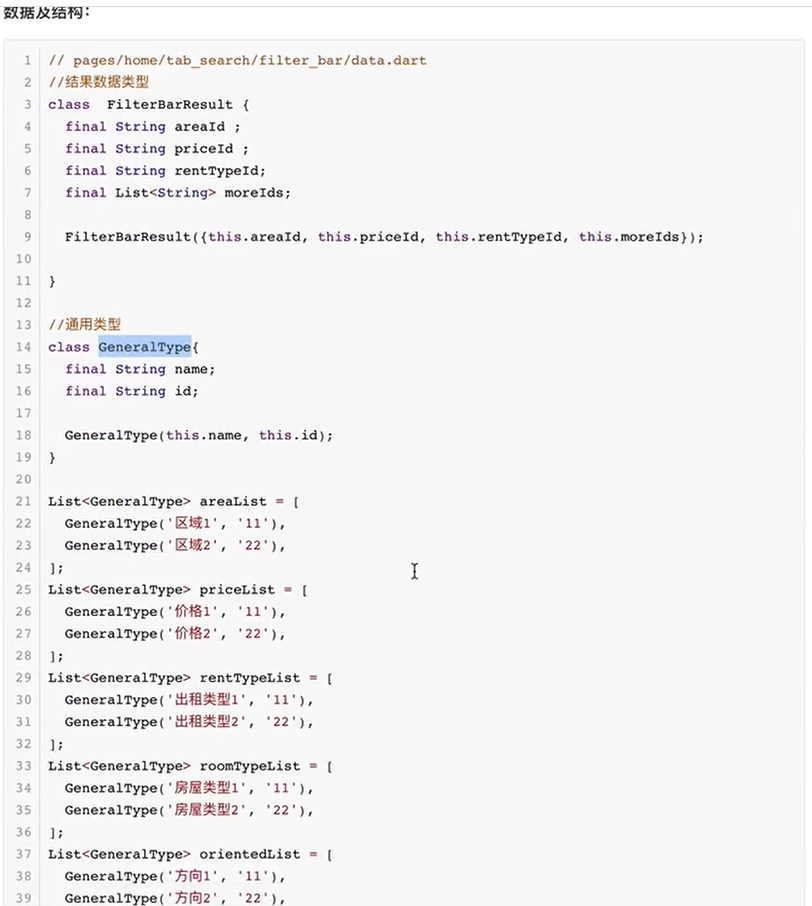 数据及结构：
1 // pages/home/tab_search/filter_bar/data.dart
2 //结果数据类型
3 class  FilterBarResult {
4   final String areaId ;
5   final String priceId ;
6   final String rentTypeId;
7   final List<String> moreIds;
8
9   FilterBarResult({this.areaId, this.priceId, this.rentTypeId, this.moreIds});
10
11 }
12
13 //通用类型
14 class GeneralType{
15   final String name;
16   final String id;
17
18   GeneralType(this.name, this.id);
19 }
20
21 List<GeneralType> areaList = [
22   GeneralType('区域1', '11'),
23   GeneralType('区域2', '22'),
24 ];
25 List<GeneralType> priceList = [
26   GeneralType('价格1', '11'),
27   GeneralType('价格2', '22'),
28 ];
29 List<GeneralType> rentTypeList = [
30   GeneralType('出租类型1', '11'),
31   GeneralType('出租类型2', '22'),
32 ];
33 List<GeneralType> roomTypeList = [
34   GeneralType('房屋类型1', '11'),
35   GeneralType('房屋类型2', '22'),
36 ];
37 List<GeneralType> orientedList = [
38   GeneralType('方向1', '11'),
39   GeneralType('方向2', '22'),